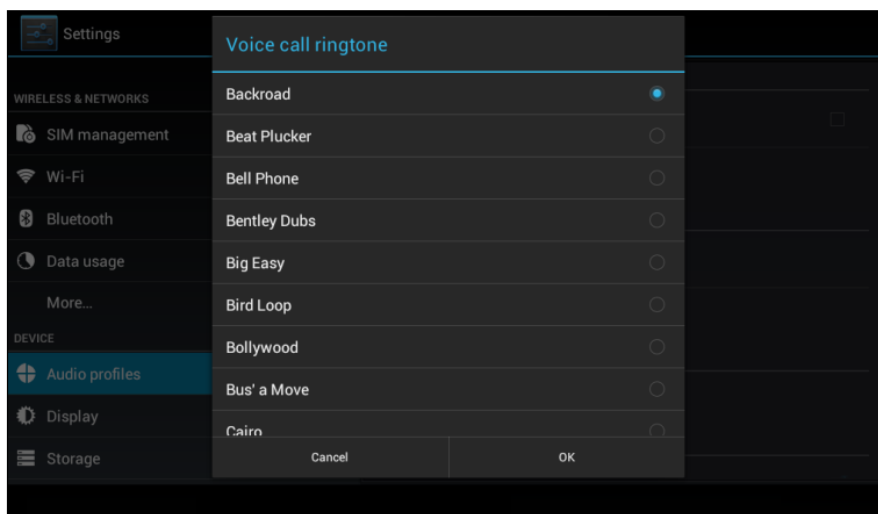 Settings
WIRELESS & NETWORKS
SIM management
Wi-Fi
Bluetooth
Data usage
More...
DEVICE
Audio profiles
Display
Storage
Voice call ringtone
Backroad
Beat Plucker
Bell Phone
Bentley Dubs
Big Easy
Bird Loop
Bollywood
Bus' a Move
Cairo
Cancel
OK